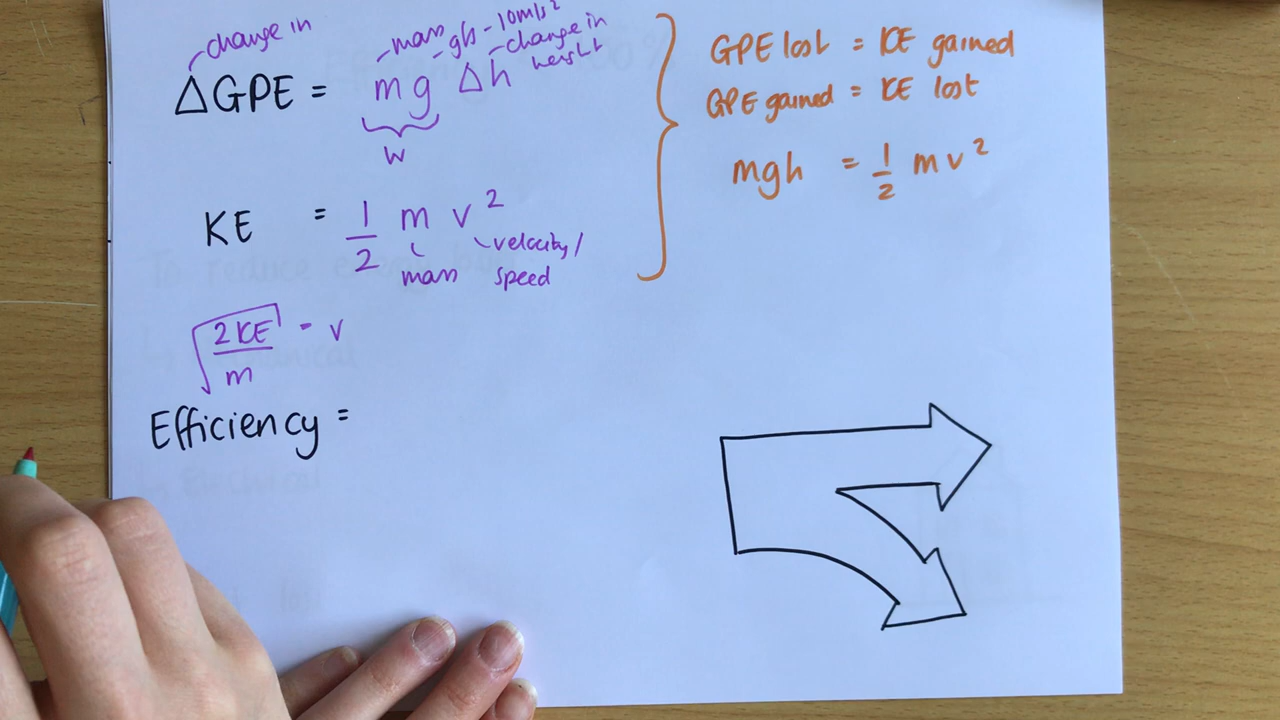 change in
mass gfs - 10m/s²
change in
height
ΔGPE = mg Δh
W
KE = 1/2 m v²
mass
velocity/
speed
√2KE/m = v
Efficiency =
GPE lost = KE gained
GPE gained = KE lost
mgh = 1/2 mv²